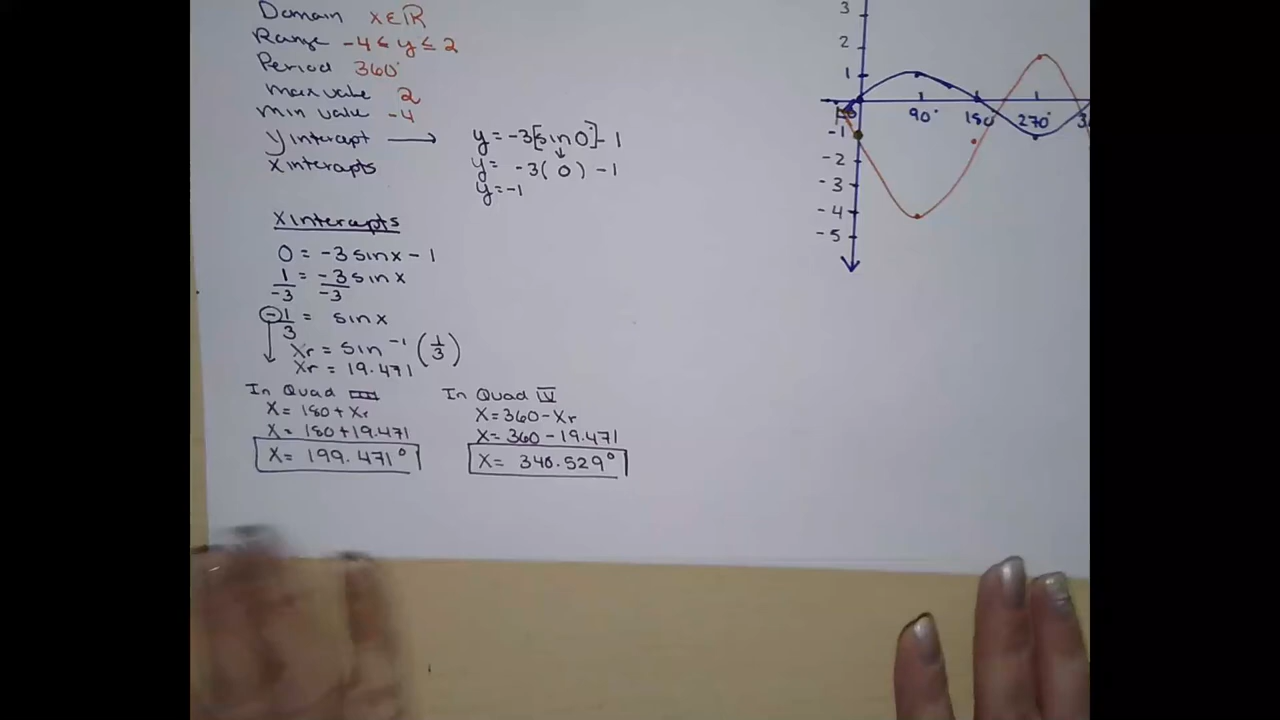 Domain x∈ℝ
Range -4 ≤ y ≤ 2
Period 360°
max value 2
min value -4
y intercept → y = -3[sin 0] - 1
x intercepts y = -3( 0 ) - 1
y = -1
X Intercepts
0 = -3 sin x - 1
1/-3 = -3/-3 sin x
-1/3 = sin x
Xr = sin⁻¹ (1/3)
Xr = 19.471
In Quad III
X = 180 + Xr
X = 180 + 19.471
X = 199.471°
In Quad IV
X = 360 - Xr
X = 360 - 19.471
X = 340.529°
3
2
1
90° 180° 270° 3
-1
-2
-3
-4
-5